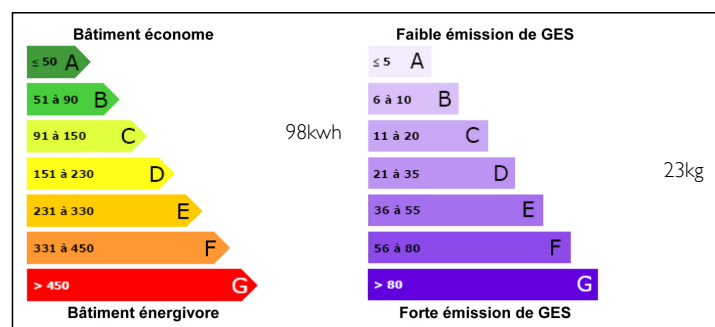 Bâtiment économe
≤ 50 A
51 à 90 B
91 à 150 C
98kwh
151 à 230 D
231 à 330 E
331 à 450 F
> 450 G
Bâtiment énergivore
Faible émission de GES
≤ 5 A
6 à 10 B
11 à 20 C
21 à 35 D
23kg
36 à 55 E
56 à 80 F
> 80 G
Forte émission de GES